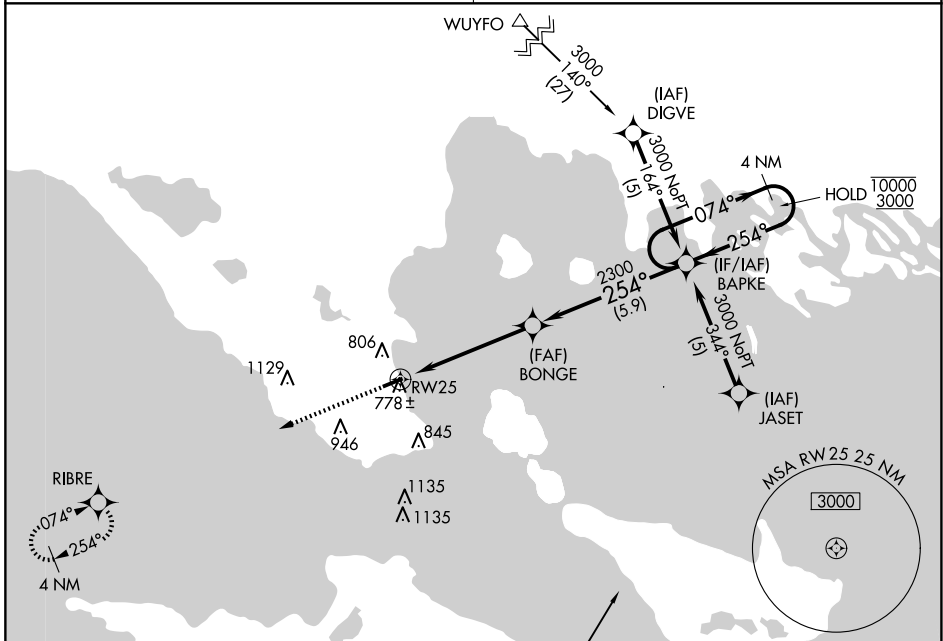 WUYFO
3000
140°
(27)
(IAF)
DIGVE
3000 NoPT
164°
(5)
4 NM
HOLD
10000
3000
074°
254°
(IF/IAF)
BAPKE
2300
254°
(5.9)
3000 NoPT
344°
(5)
(FAF)
BONGE
(IAF)
JASET
806
1129
RW25
778 ±
946
845
1135
1135
RIBRE
074°
254°
4 NM
MSA RW25 25 NM
3000